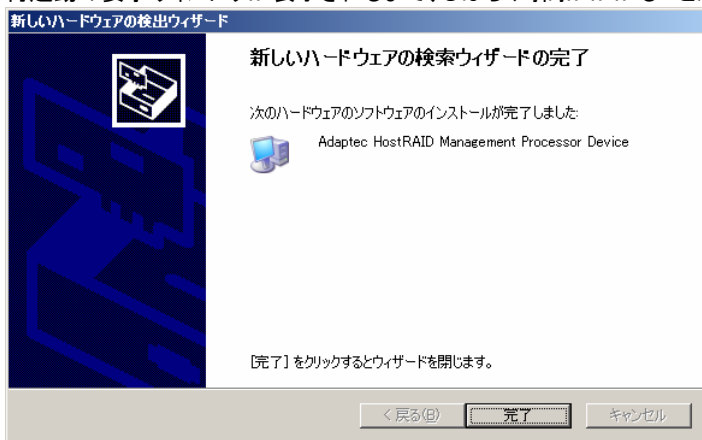 新しいハードウェアの検出ウィザード
新しいハードウェアの検索ウィザードの完了
次のハードウェアのソフトウェアのインストールが完了しました:
Adaptec HostRAID Management Processor Device
[完了] をクリックするとウィザードを閉じます。
< 戻る(B) 完了 キャンセル